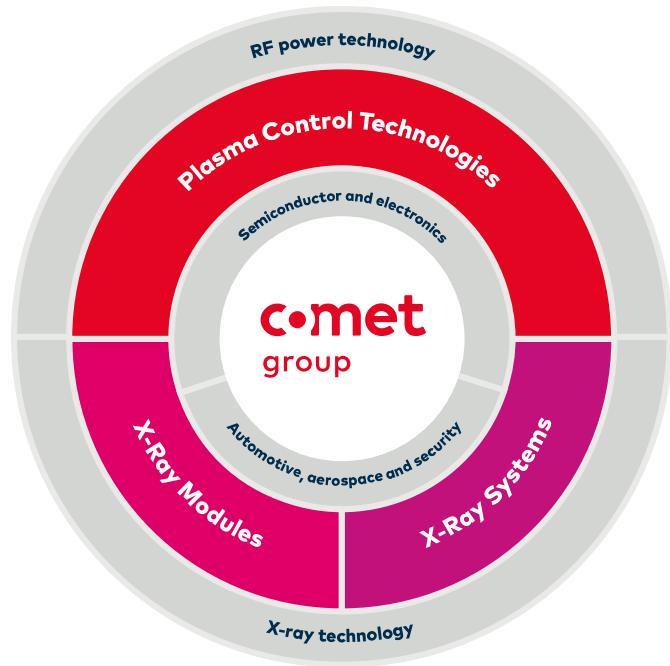 RF power technology
Plasma Control Technologies
Semiconductor and electronics
comet
group
Automotive, aerospace and security
X-Ray Modules
X-Ray Systems
X-ray technology